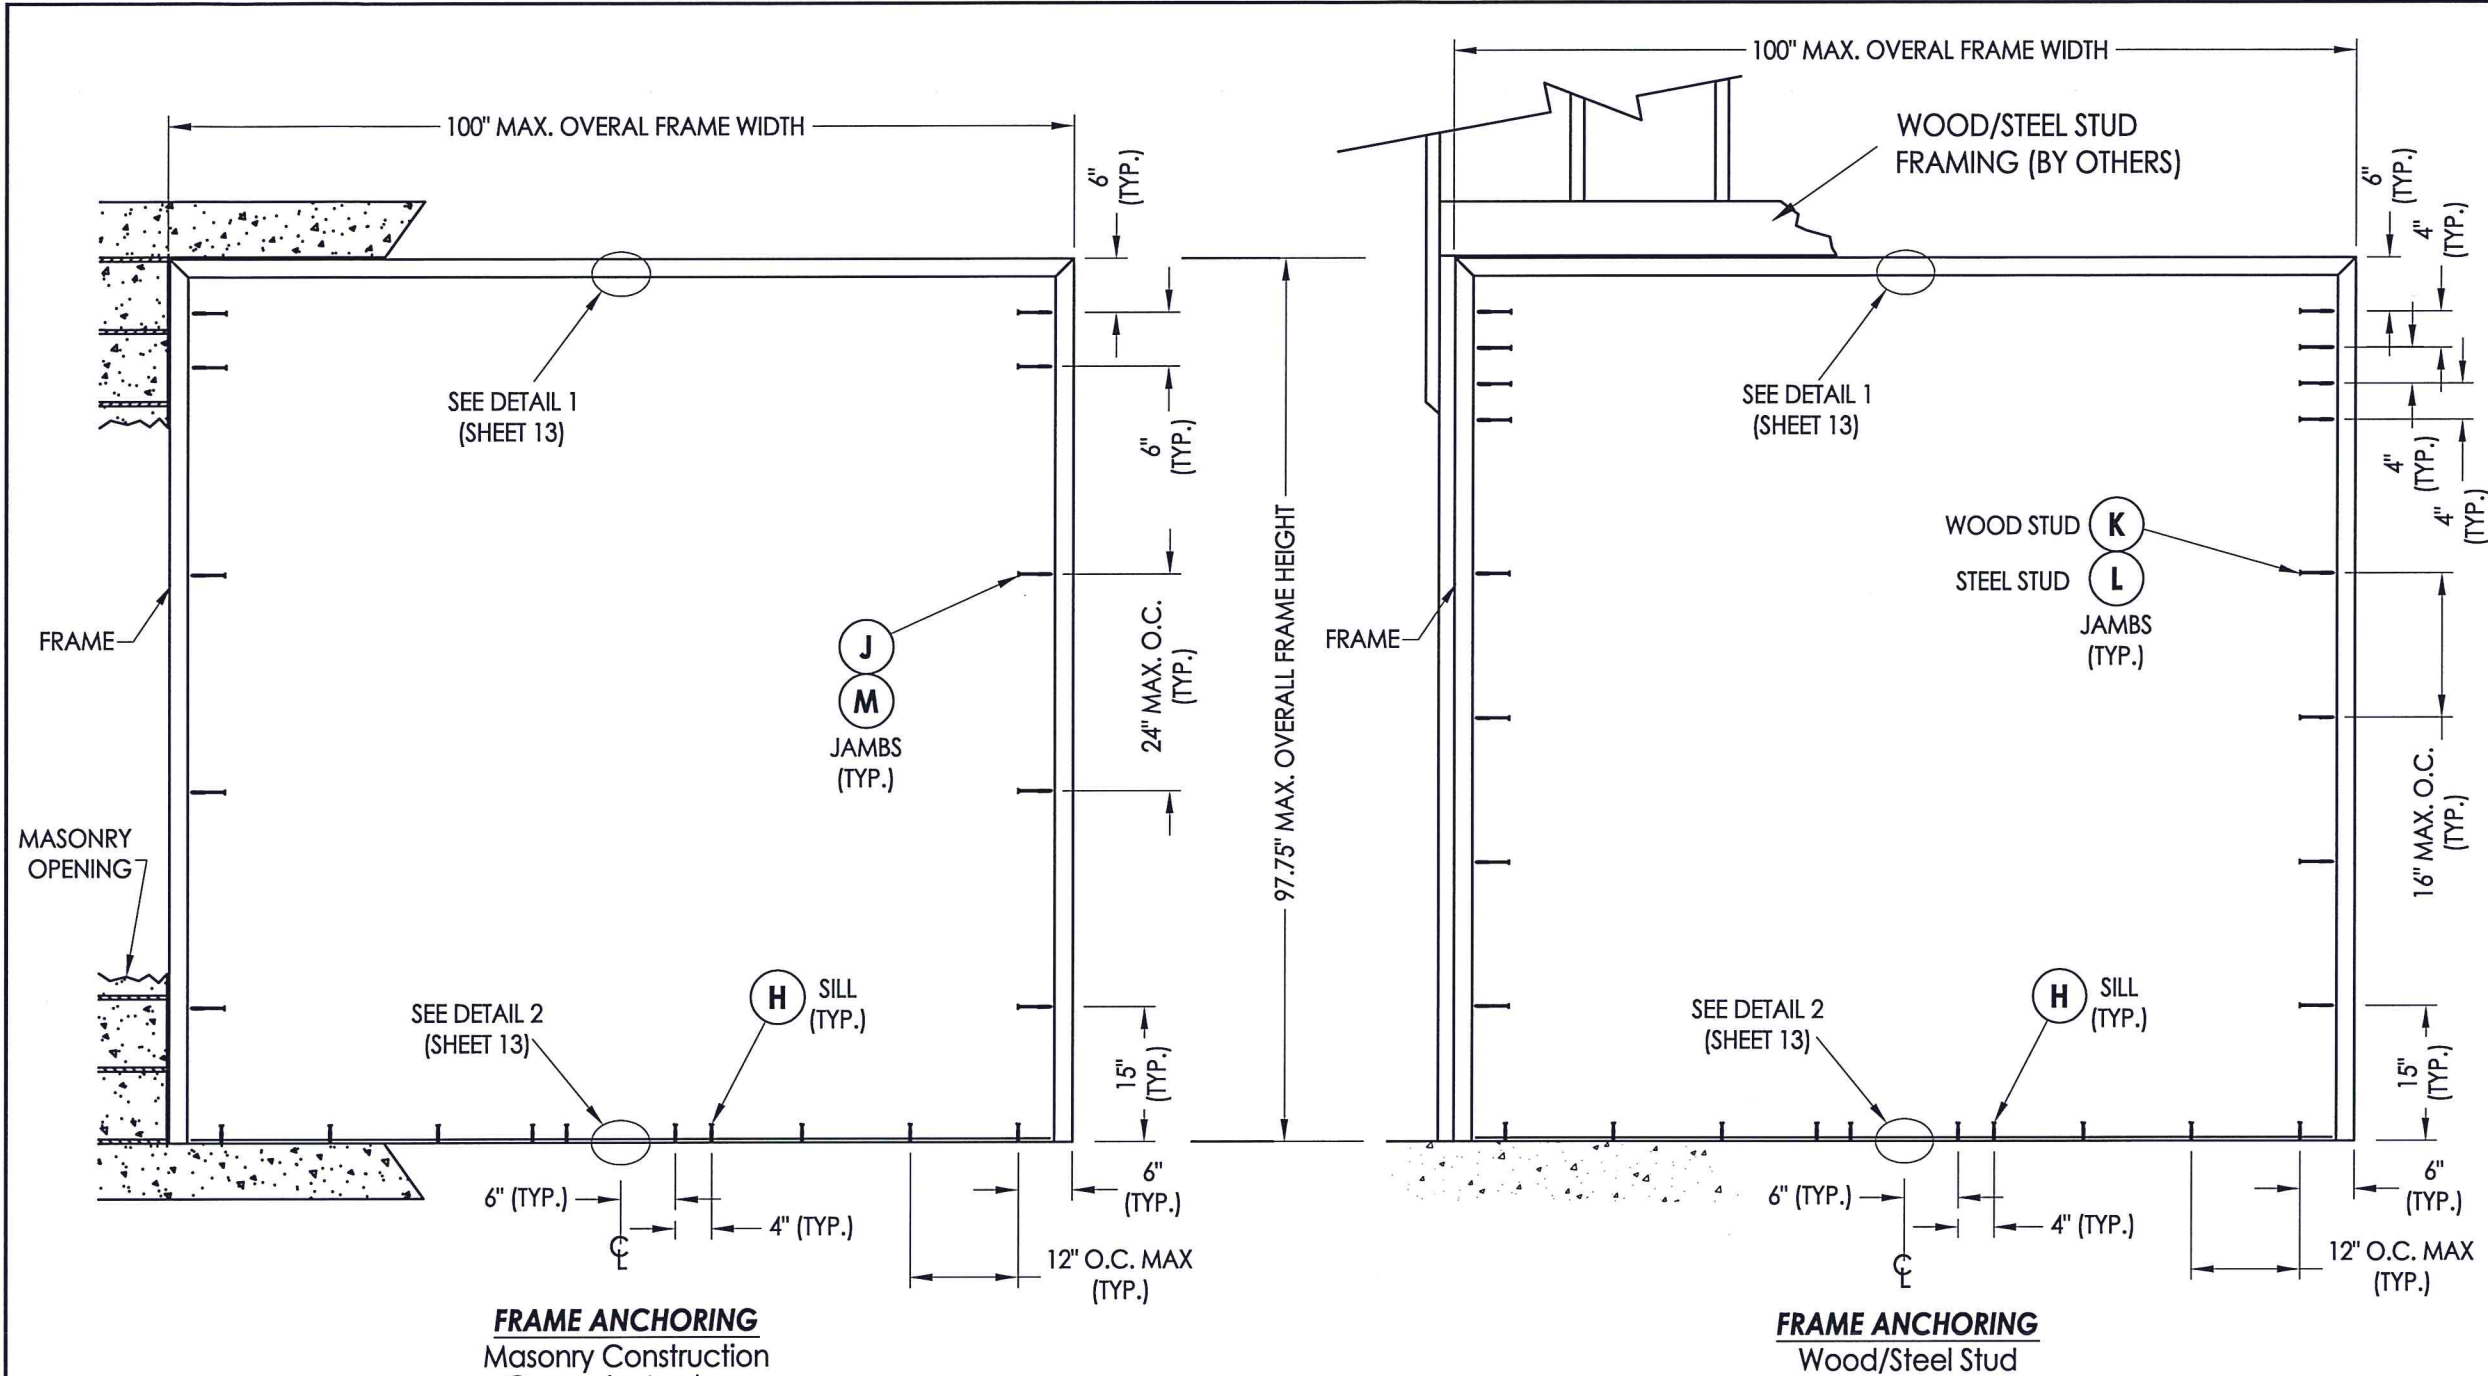 100" MAX. OVERAL FRAME WIDTH
6"
(TYP.)
SEE DETAIL 1
(SHEET 13)
6"
(TYP.)
FRAME
J
M
JAMBS
(TYP.)
24" MAX. O.C.
(TYP.)
MASONRY
OPENING
SEE DETAIL 2
(SHEET 13)
H
SILL
(TYP.)
15"
(TYP.)
6" (TYP.)
4" (TYP.)
6"
(TYP.)
12" O.C. MAX
(TYP.)
FRAME ANCHORING
Masonry Construction
97.75" MAX. OVERALL FRAME HEIGHT
100" MAX. OVERAL FRAME WIDTH
WOOD/STEEL STUD
FRAMING (BY OTHERS)
6"
(TYP.)
4"
(TYP.)
SEE DETAIL 1
(SHEET 13)
4"
(TYP.)
4"
(TYP.)
WOOD STUD K
STEEL STUD L
JAMBS
(TYP.)
FRAME
16" MAX. O.C.
(TYP.)
SEE DETAIL 2
(SHEET 13)
H
SILL
(TYP.)
15"
(TYP.)
6" (TYP.)
4" (TYP.)
6"
(TYP.)
12" O.C. MAX
(TYP.)
FRAME ANCHORING
Wood/Steel Stud